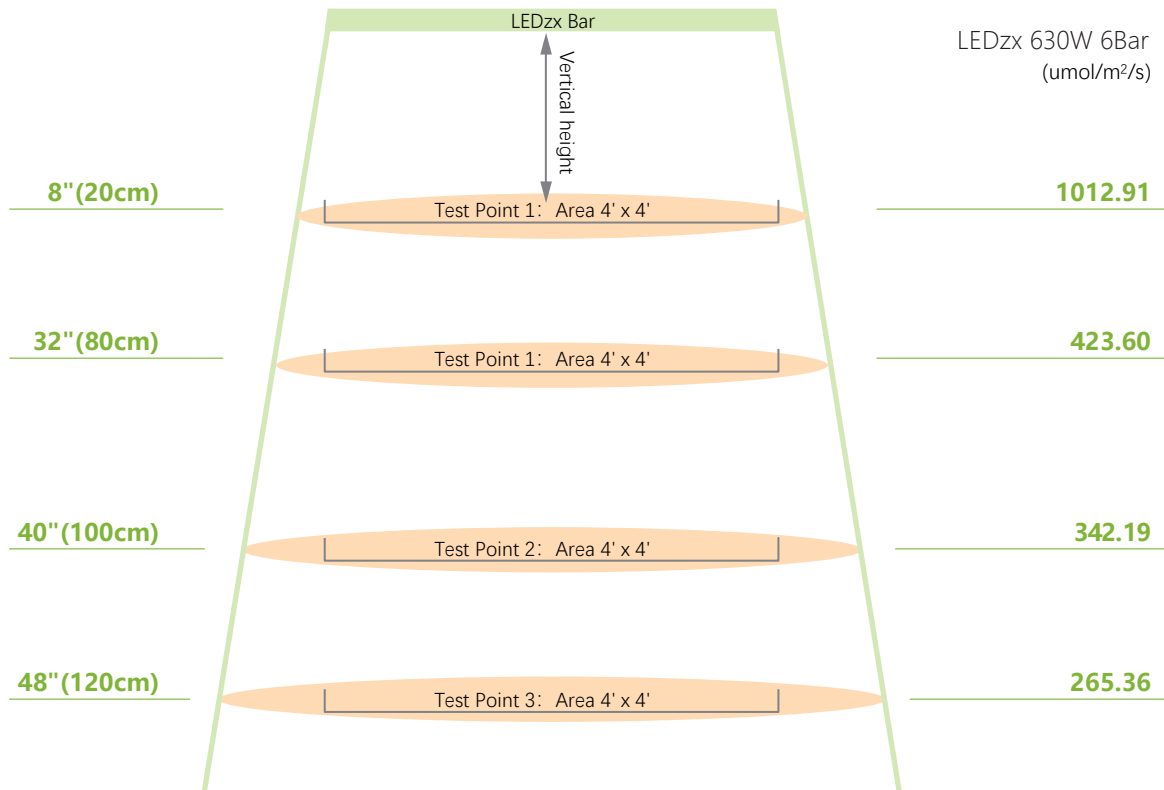 LEDzx Bar
LEDzx 630W 6Bar
(umol/m²/s)
Vertical height
8"(20cm)
Test Point 1： Area 4' x 4'
1012.91
32"(80cm)
Test Point 1： Area 4' x 4'
423.60
40"(100cm)
Test Point 2： Area 4' x 4'
342.19
48"(120cm)
Test Point 3： Area 4' x 4'
265.36